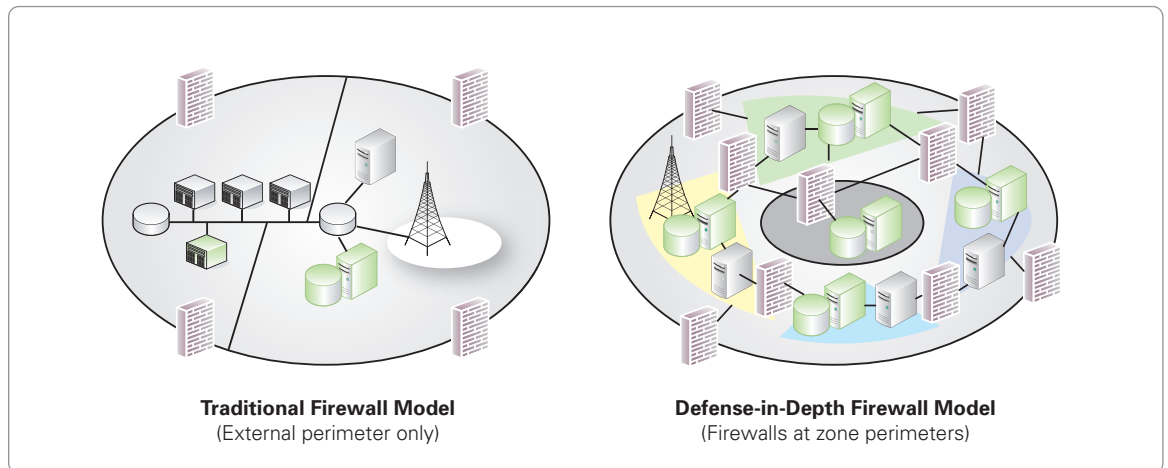 Traditional Firewall Model
(External perimeter only)
Defense-in-Depth Firewall Model
(Firewalls at zone perimeters)